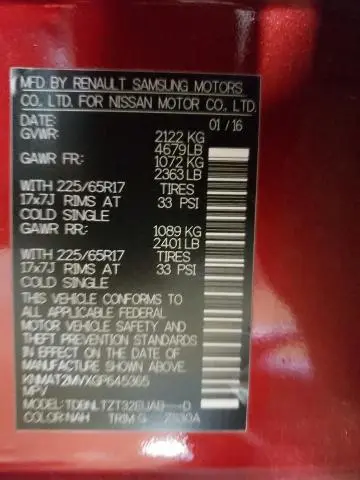 MFD BY RENAULT SAMSUNG MOTORS
CO., LTD. FOR NISSAN MOTOR CO., LTD.
DATE: 01 / 16
GVWR: 2122 KG
4679LB
GAWR FR: 1072 KG
2363 LB
WITH 225/65R17 TIRES
17x7J RIMS AT 33 PSI
COLD SINGLE
GAWR RR: 1089 KG
2401 LB
WITH 225/65R17 TIRES
17x7J RIMS AT 33 PSI
COLD SINGLE
THIS VEHICLE CONFORMS TO
ALL APPLICABLE FEDERAL
MOTOR VEHICLE SAFETY AND
THEFT PREVENTION STANDARDS
IN EFFECT ON THE DATE OF
MANUFACTURE SHOWN ABOVE.
KNMAT2MVXGP645365
MPV
MODEL:
COLOR:NAH TRIM:G